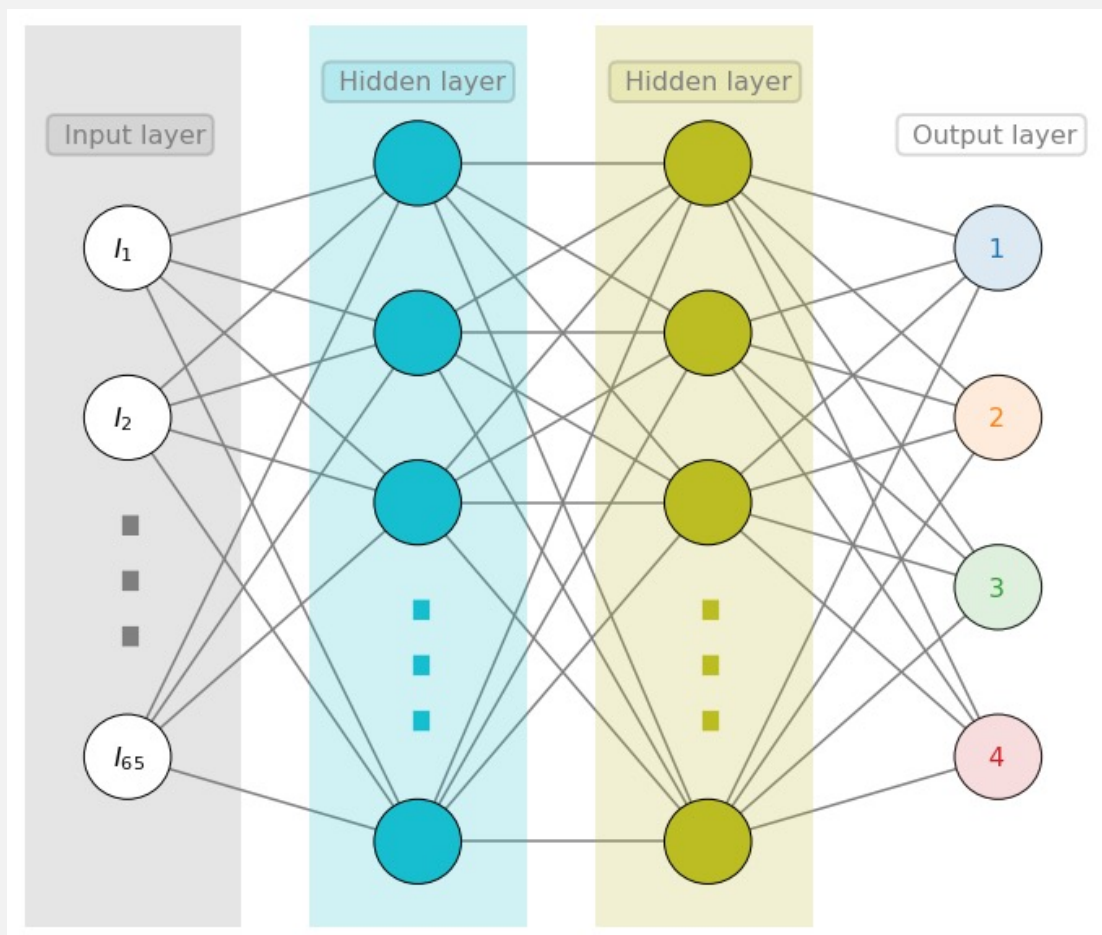 Input layer
I₁
I₂
I₆₅
Hidden layer
Hidden layer
Output layer
1
2
3
4